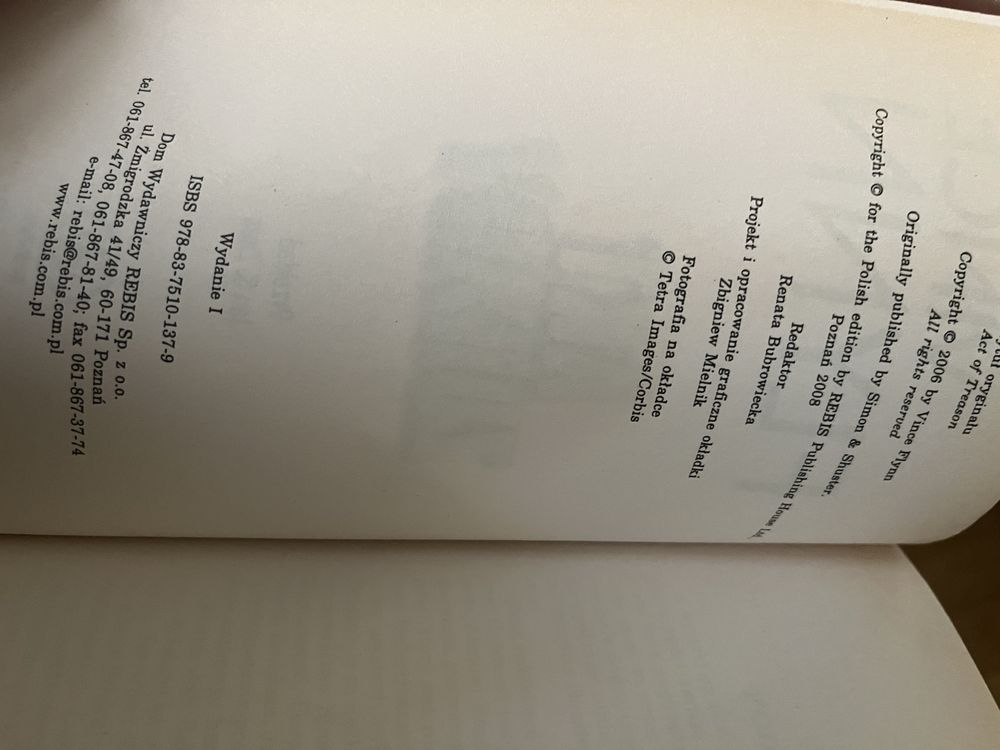 oryginału
Act of Treason
Copyright © 2006 by Vince Flynn
All rights reserved
Originally published by Simon & Shuster.
Copyright © for the Polish edition by REBIS Publishing House Ltd.
Poznań 2008
Redaktor
Renata Bubrowiecka
Projekt i opracowanie graficzne okładki
Zbigniew Mielnik
Fotografia na okładce
© Tetra Images/Corbis
Wydanie I
ISBS 978-83-7510-137-9
Dom Wydawniczy REBIS Sp. z o.o.
ul. Żmigrodzka 41/49, 60-171 Poznań
tel. 061-867-47-08, 061-867-81-40; fax 061-867-37-74
e-mail: rebis@rebis.com.pl
www.rebis.com.pl